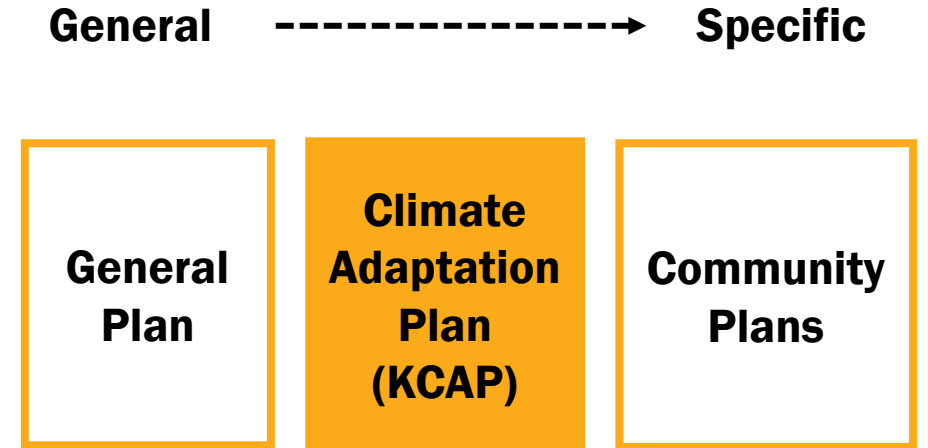 General
Specific
General
Plan
Climate
Adaptation
Plan
(KCAP)
Community
Plans